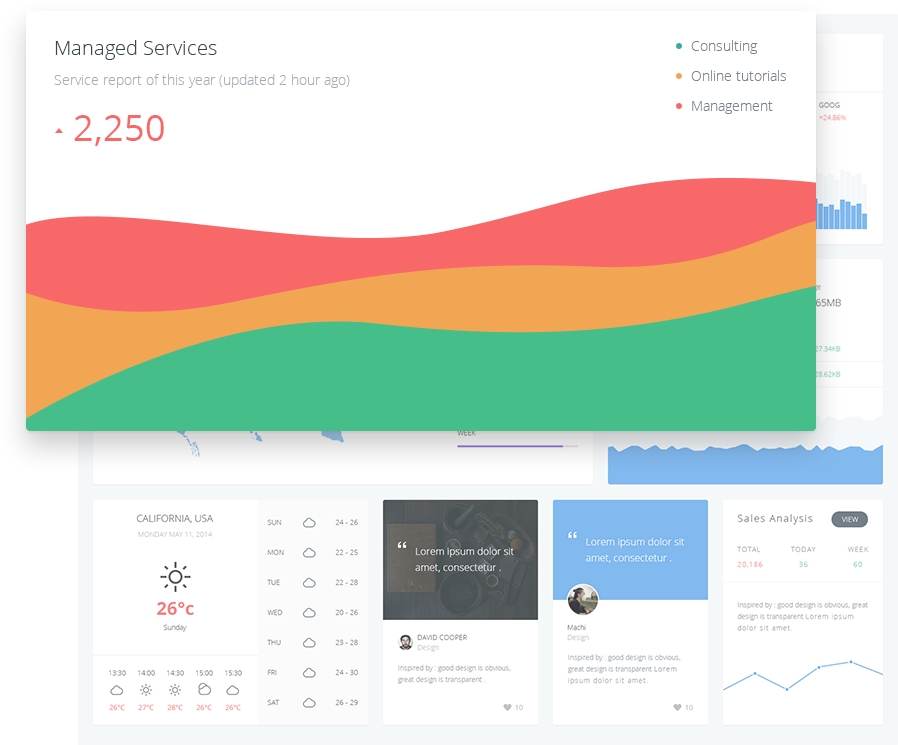 Managed Services
Service report of this year (updated 2 hour ago)
2,250
Consulting
Online tutorials
Management
GOOG
+24.86%
65MB
27.34KB
28.62KB
WEEK
CALIFORNIA, USA
MONDAY MAY 11, 2014
26°c
Sunday
13:30 14:00 14:30 15:00 15:30
26°C 27°C 28°C 26°C 26°C
SUN 24 - 26
MON 22 - 25
TUE 22 - 28
WED 20 - 26
THU 23 - 28
FRI 24 - 30
SAT 26 - 29
“ Lorem ipsum dolor sit
amet, consectetur .
DAVID COOPER
Design
Inspired by : good design is obvious,
great design is transparent .
10
“ Lorem ipsum dolor sit
amet, consectetur .
Machi
Design
Inspired by : good design is obvious,
great design is transparent Lorem
ipsum dolor sit amet.
10
Sales Analysis VIEW
TOTAL TODAY WEEK
20,186 36 60
Inspired by : good design is obvious, great
design is transparent Lorem ipsum
dolor sit amet.